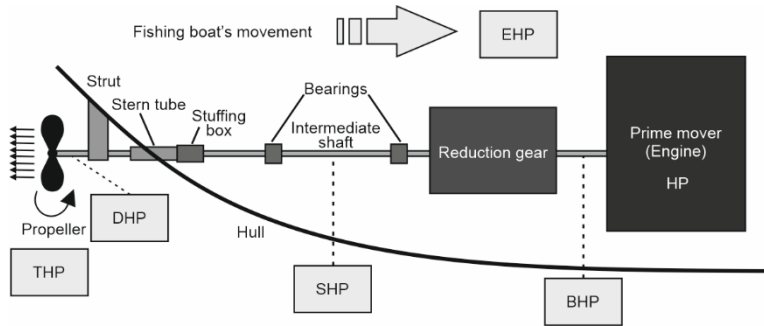 Fishing boat's movement
EHP
Strut
Stern tube
Stuffing
box
Bearings
Intermediate
shaft
Reduction gear
Prime mover
(Engine)
HP
Propeller
DHP
Hull
THP
SHP
BHP